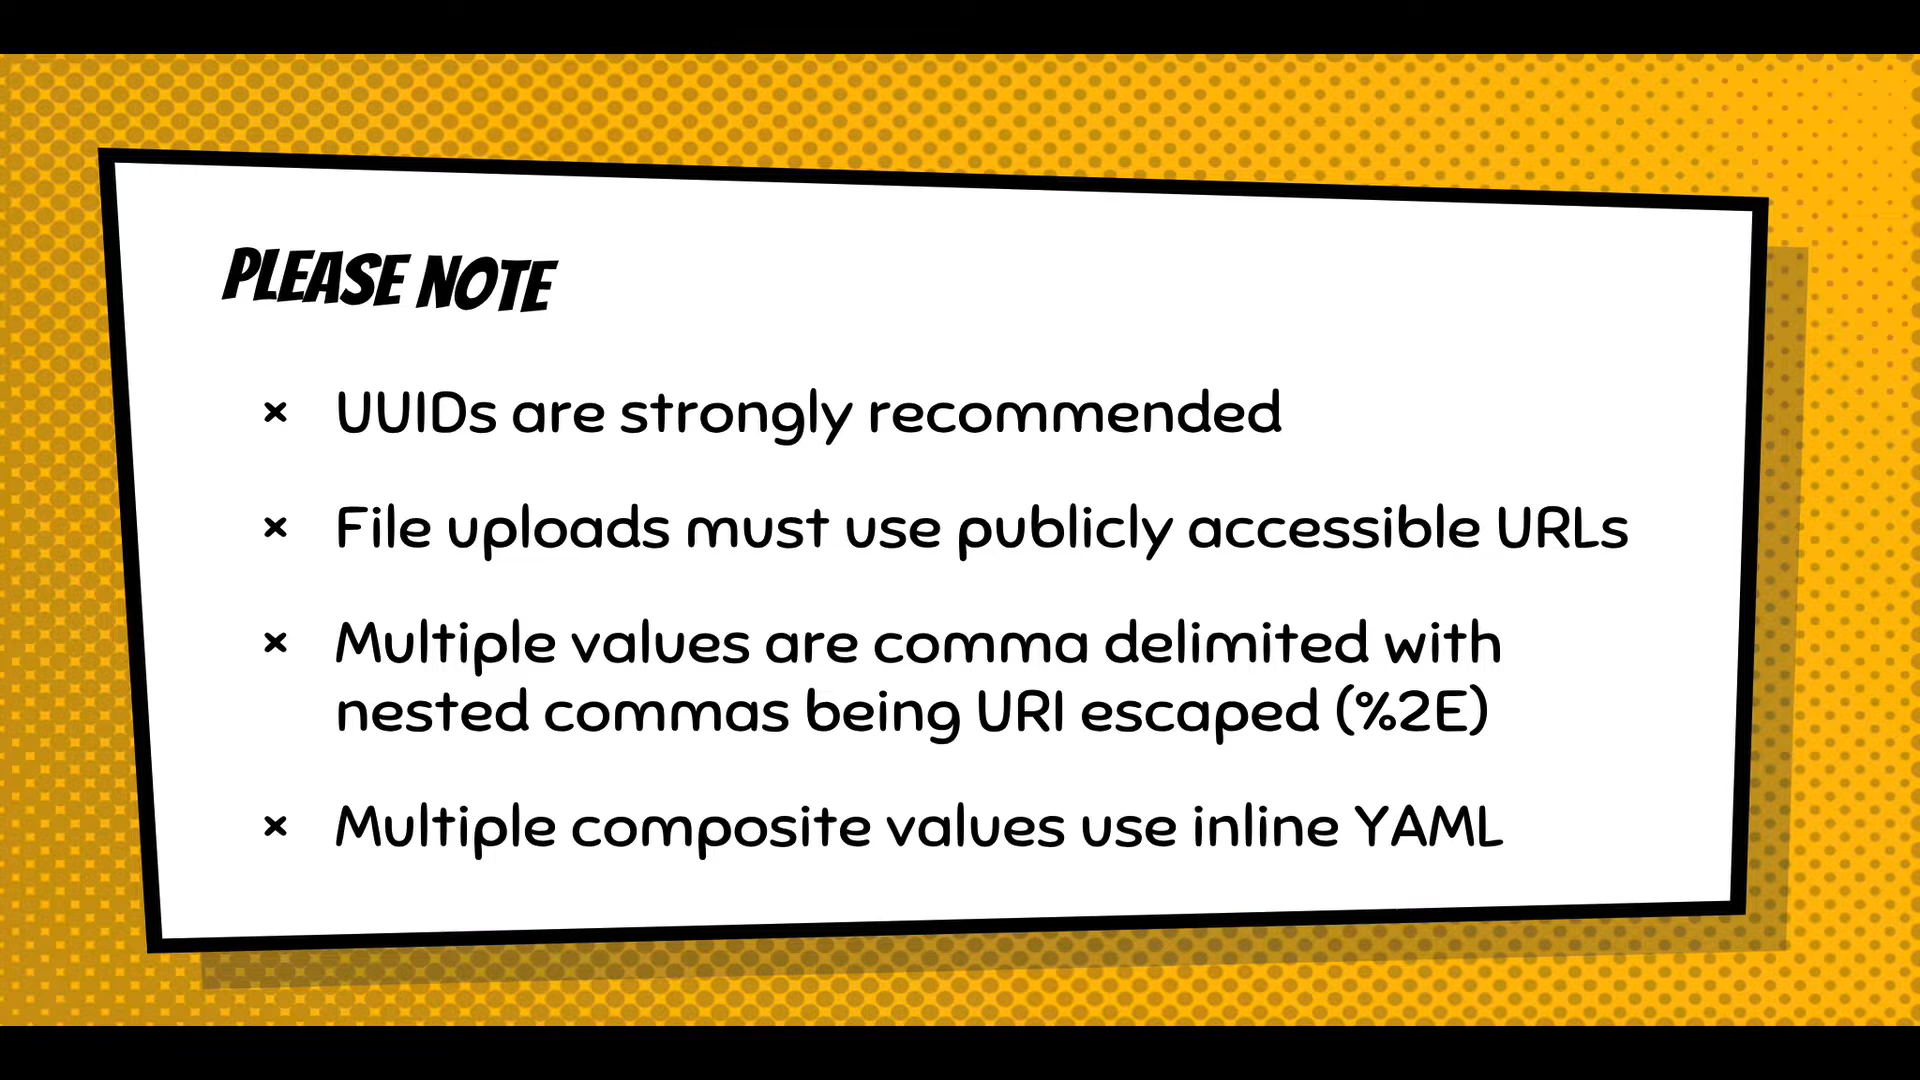 PLEASE NOTE
× UUIDs are strongly recommended
× File uploads must use publicly accessible URLs
× Multiple values are comma delimited with
nested commas being URI escaped (%2E)
× Multiple composite values use inline YAML